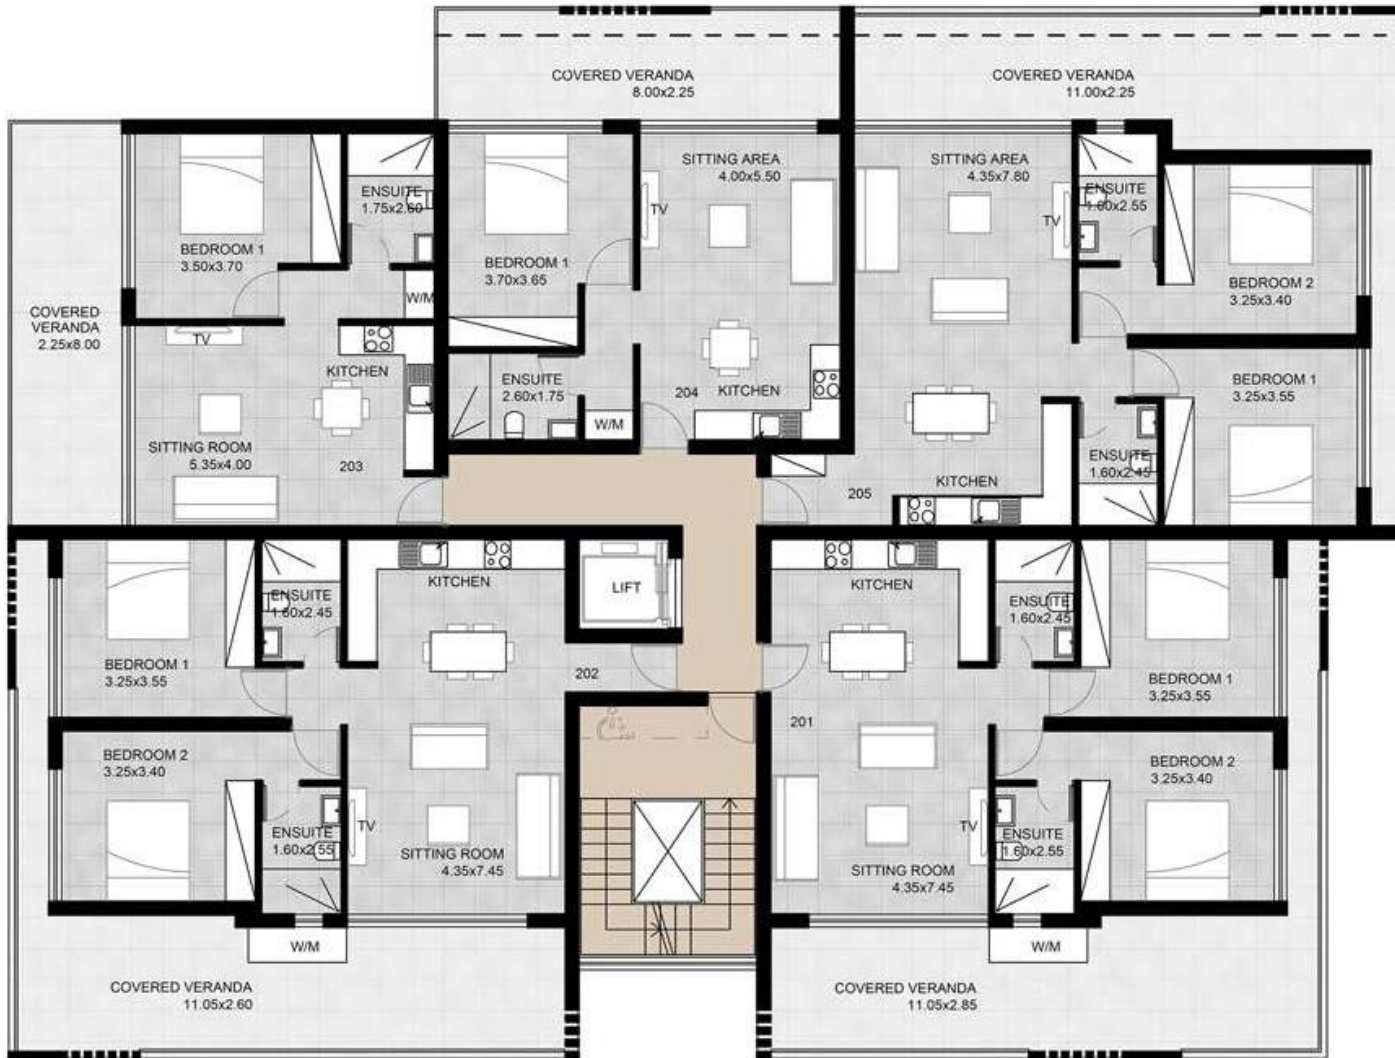 COVERED VERANDA
8.00x2.25
COVERED VERANDA
11.00x2.25
BEDROOM 1
3.50x3.70
ENSUITE
1.75x2.60
W/M
COVERED
VERANDA
2.25x8.00
TV
KITCHEN
SITTING ROOM
5.35x4.00
203
BEDROOM 1
3.70x3.65
SITTING AREA
4.00x5.50
TV
ENSUITE
2.60x1.75
W/M
204
KITCHEN
SITTING AREA
4.35x7.80
TV
ENSUITE
1.60x2.55
BEDROOM 2
3.25x3.40
BEDROOM 1
3.25x3.55
ENSUITE
1.60x2.45
KITCHEN
205
ENSUITE
1.60x2.45
KITCHEN
LIFT
BEDROOM 1
3.25x3.55
202
BEDROOM 2
3.25x3.40
ENSUITE
1.60x2.55
TV
SITTING ROOM
4.35x7.45
W/M
COVERED VERANDA
11.05x2.60
KITCHEN
ENSUITE
1.60x2.45
BEDROOM 1
3.25x3.55
201
BEDROOM 2
3.25x3.40
TV
ENSUITE
1.60x2.55
SITTING ROOM
4.35x7.45
W/M
COVERED VERANDA
11.05x2.85